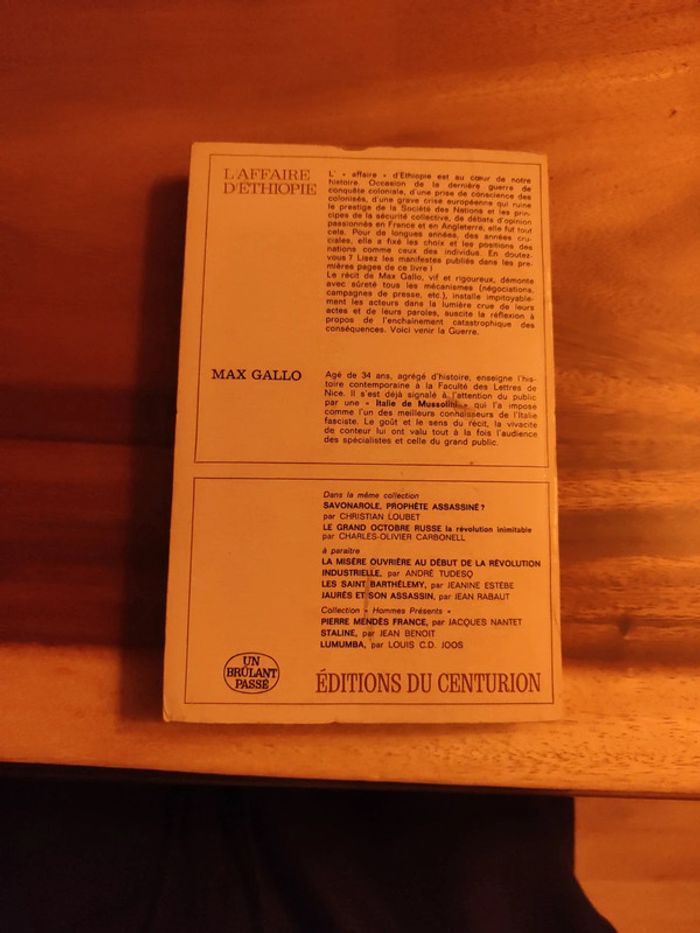 L'AFFAIRE
D'ETHIOPIE
L' « affaire » d'Ethiopie est au cœur de notre
histoire. Occasion de la dernière guerre de
conquête coloniale, d'une prise de conscience des
colonisés, d'une grave crise européenne qui ruine
le prestige de la Société des Nations et les prin-
cipes de la sécurité collective, de débats d'opinion
passionnés en France et en Angleterre, elle fut tout
cela. Pour de longues années, des années cru-
ciales, elle a fixé les choix et les positions des
nations comme ceux des individus. En doutez-
vous ? Lisez les manifestes publiés dans les pre-
mières pages de ce livre !
Le récit de Max Gallo, vif et rigoureux, démonte
avec sûreté tous les mécanismes (négociations,
campagnes de presse, etc.), installe impitoyable-
ment les acteurs dans la lumière crue de leurs
actes et de leurs paroles, suscite la réflexion à
propos de l'enchaînement catastrophique des
conséquences. Voici venir la Guerre.
MAX GALLO
Agé de 34 ans, agrégé d'histoire, enseigne l'his-
toire contemporaine à la Faculté des Lettres de
Nice. Il s'est déjà signalé à l'attention du public
par une « Italie de Mussolini » qui l'a imposé
comme l'un des meilleurs connaisseurs de l'Italie
fasciste. Le goût et le sens du récit, la vivacité
de conteur lui ont valu tout à la fois l'audience
des spécialistes et celle du grand public.
Dans la même collection
SAVONAROLE, PROPHÈTE ASSASSINÉ ?
par CHRISTIAN LOUBET
LE GRAND OCTOBRE RUSSE la révolution inimitable
par CHARLES-OLIVIER CARBONELL
à paraître
LA MISÈRE OUVRIÈRE AU DÉBUT DE LA RÉVOLUTION
INDUSTRIELLE, par ANDRÉ TUDESQ
LES SAINT BARTHÉLEMY, par JEANINE ESTÈBE
JAURÈS ET SON ASSASSIN, par JEAN RABAUT
Collection « Hommes Présents »
PIERRE MENDÈS FRANCE, par JACQUES NANTET
STALINE, par JEAN BENOIT
LUMUMBA, par LOUIS C.D. JOOS
UN
BRÛLANT
PASSÉ
ÉDITIONS DU CENTURION